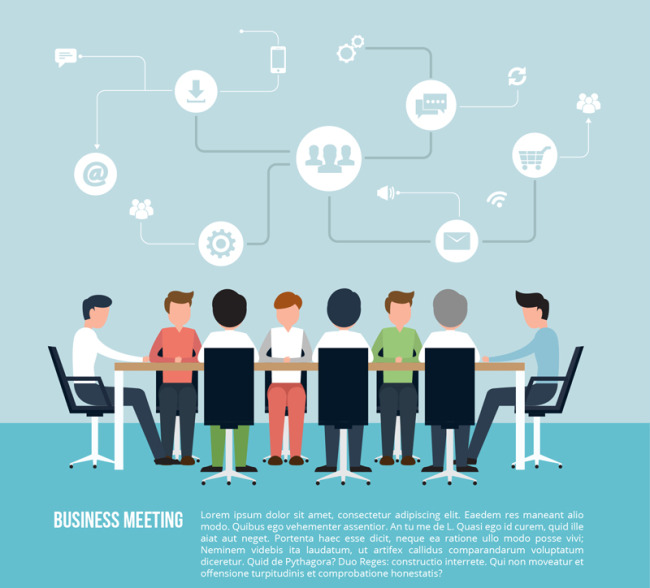 @
BUSINESS MEETING
Lorem ipsum dolor sit amet, consectetur adipiscing elit. Eaedem res maneant alio
modo. Quibus ego vehementer assentior. An tu me de L. Quasi ego id curem, quid ille
aiat aut neget. Portenta haec esse dicit, neque ea ratione ullo modo posse vivi;
Neminem videbis ita laudatum, ut artifex callidus comparandarum voluptatum
diceretur. Quid de Pythagora? Duo Reges: constructio interrete. Qui non moveatur et
offensione turpitudinis et comprobatione honestatis?